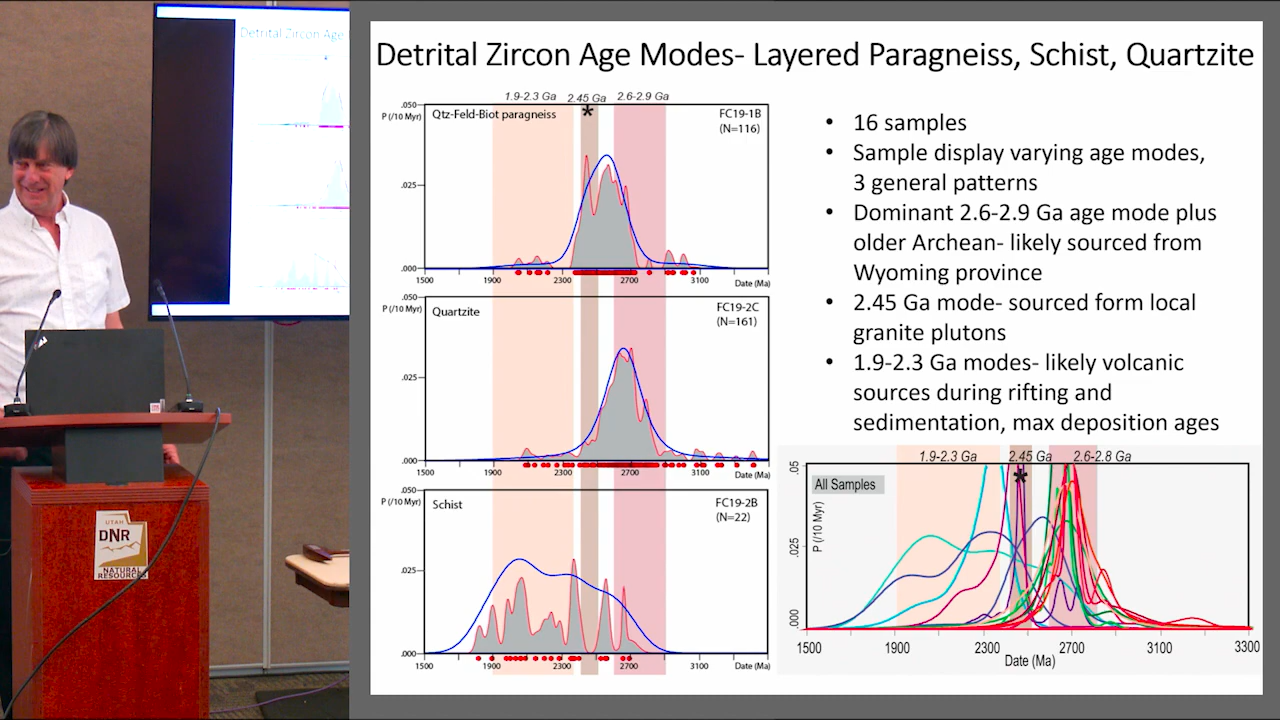 Detrital Zircon Age
UTAH
DNR
NATURAL
RESOURCES
Detrital Zircon Age Modes- Layered Paragneiss, Schist, Quartzite
1.9-2.3 Ga 2.45 Ga 2.6-2.9 Ga
.050
P (/10 Myr)
Qtz-Feld-Biot paragneiss
*
FC19-1B
(N=116)
.025
.000
1500 1900 2300 2700 3100 Date (Ma)
.050
P (/10 Myr)
Quartzite
FC19-2C
(N=161)
.025
.000
1500 1900 2300 2700 3100 Date (Ma)
.050
P (/10 Myr)
Schist
FC19-2B
(N=22)
.025
.000
1500 1900 2300 2700 3100 Date (Ma)
• 16 samples
• Sample display varying age modes,
3 general patterns
• Dominant 2.6-2.9 Ga age mode plus
older Archean- likely sourced from
Wyoming province
• 2.45 Ga mode- sourced form local
granite plutons
• 1.9-2.3 Ga modes- likely volcanic
sources during rifting and
sedimentation, max deposition ages
1.9-2.3 Ga 2.45 Ga 2.6-2.8 Ga
.05
All Samples
*
P (/10 Myr)
.025
.000
1500 1900 2300 2700 3100 3300
Date (Ma)